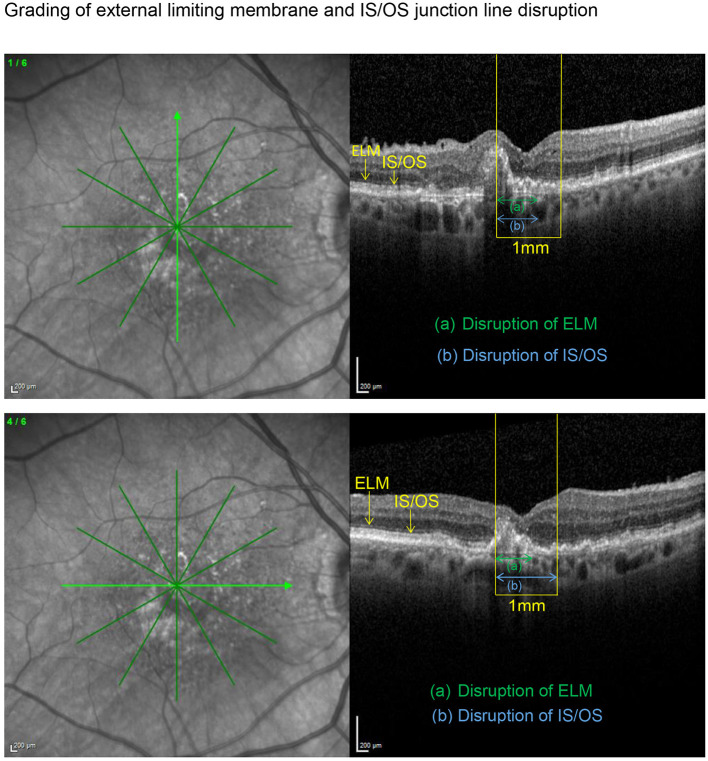 Grading of external limiting membrane and IS/OS junction line disruption
1 / 6
ELM
IS/OS
(a)
(b)
1mm
(a) Disruption of ELM
(b) Disruption of IS/OS
200 µm
200 µm
4 / 6
ELM
IS/OS
(a)
(b)
1mm
(a) Disruption of ELM
(b) Disruption of IS/OS
200 µm
200 µm